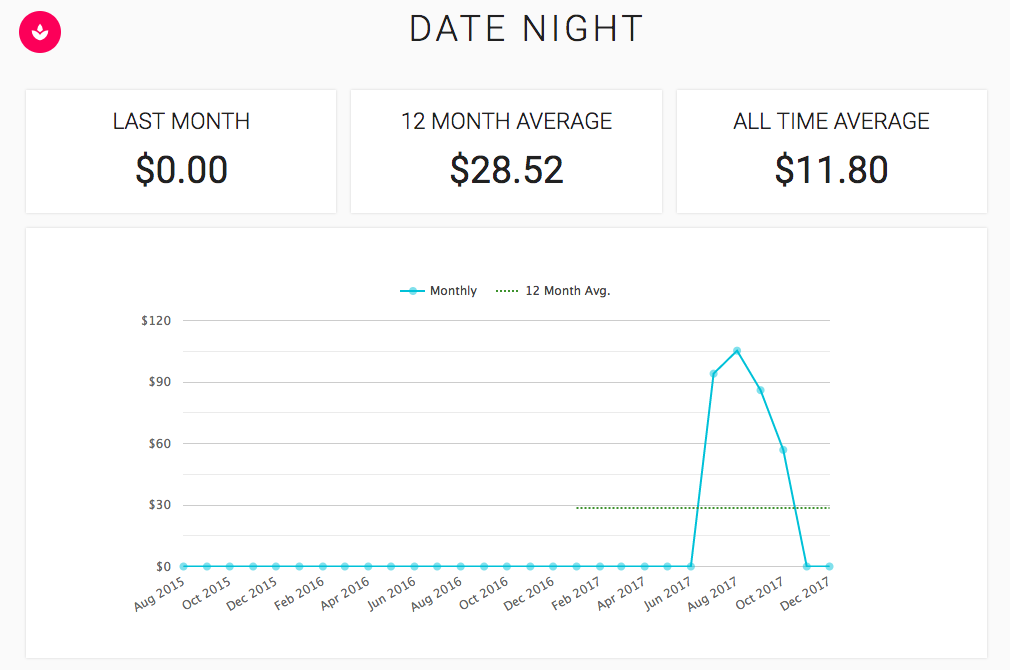 DATE NIGHT
LAST MONTH
$0.00
12 MONTH AVERAGE
$28.52
ALL TIME AVERAGE
$11.80
Monthly
12 Month Avg.
$120
$90
$60
$30
$0
Aug 2015
Oct 2015
Dec 2015
Feb 2016
Apr 2016
Jun 2016
Aug 2016
Oct 2016
Dec 2016
Feb 2017
Apr 2017
Jun 2017
Aug 2017
Oct 2017
Dec 2017